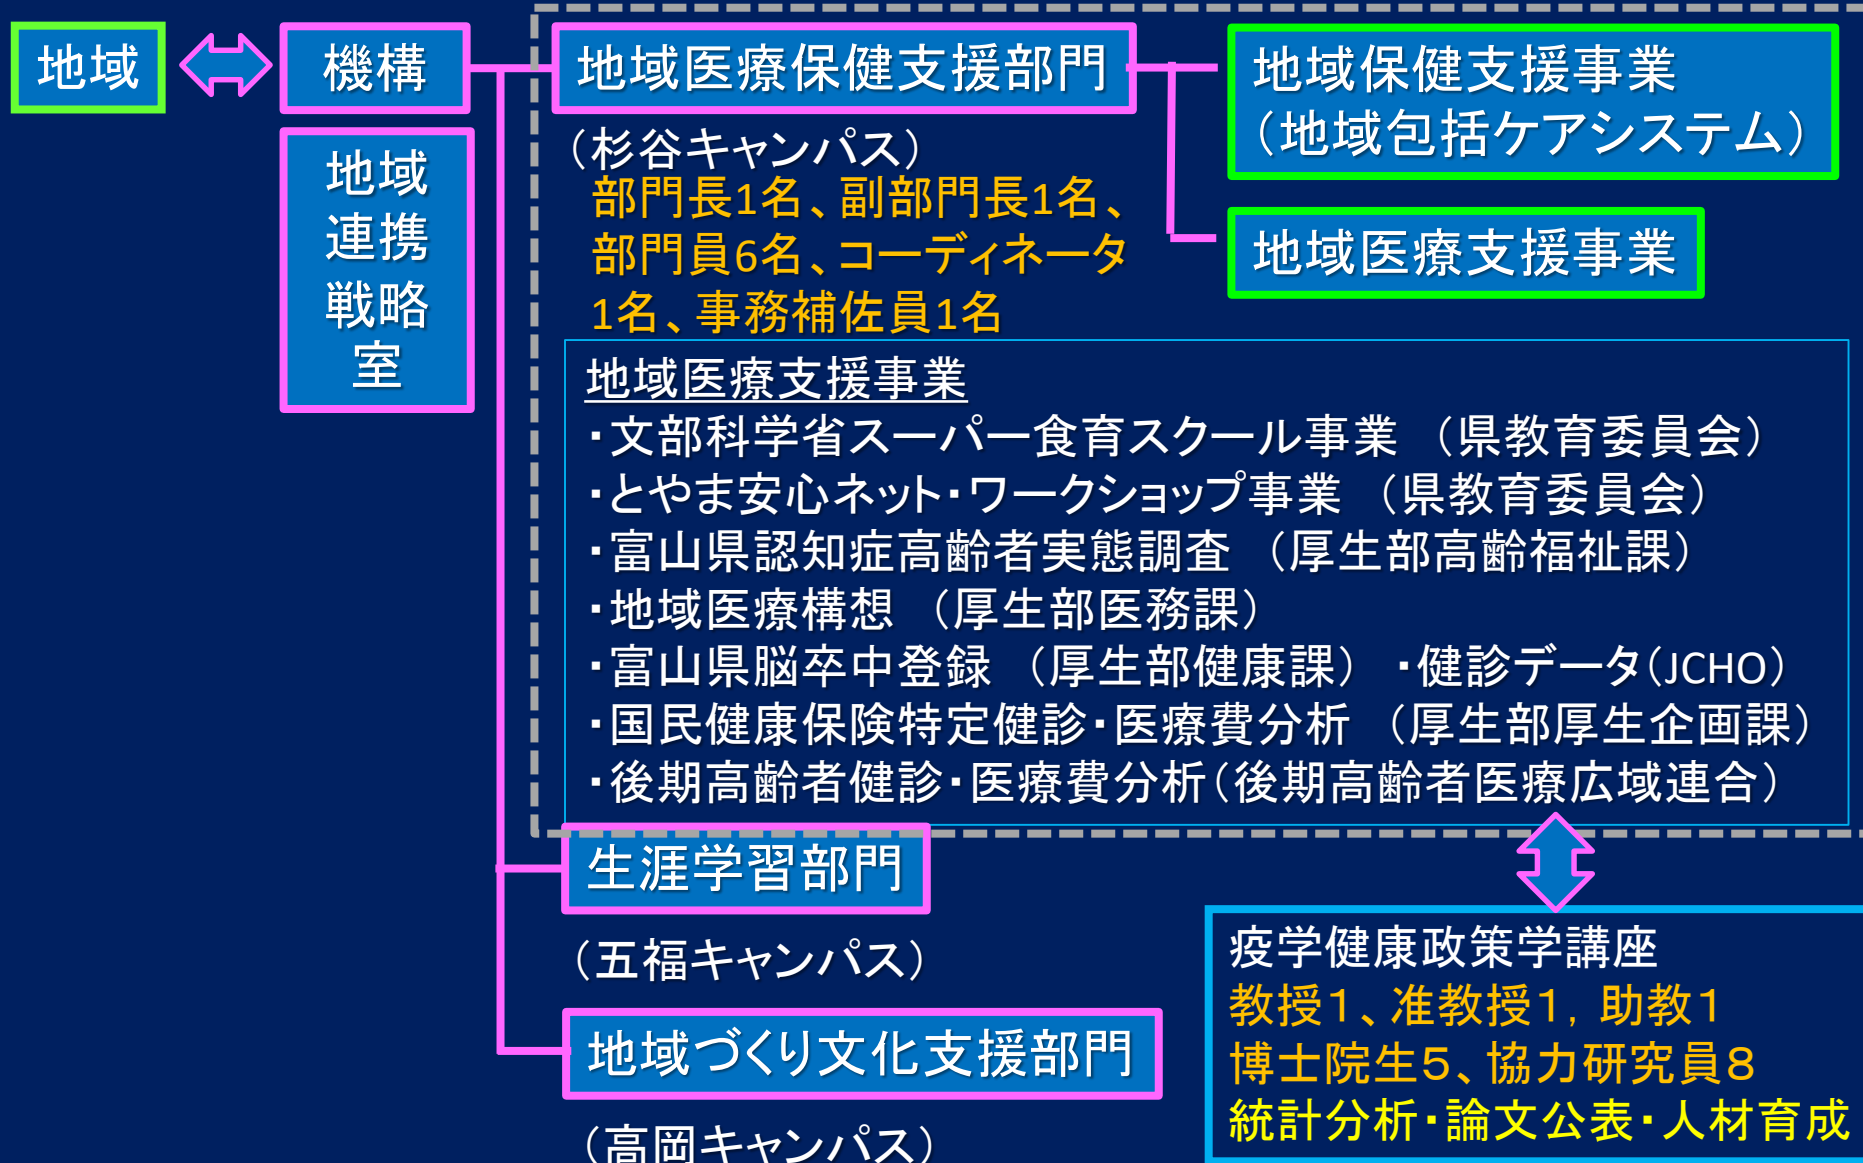 地域
機構
地域
連携
戦略
室
地域医療保健支援部門
（杉谷キャンパス）
部門長1名、副部門長1名、
部門員6名、コーディネータ
1名、事務補佐員1名
地域保健支援事業
（地域包括ケアシステム）
地域医療支援事業
地域医療支援事業
・文部科学省スーパー食育スクール事業　（県教育委員会）
・とやま安心ネット・ワークショップ事業　（県教育委員会）
・富山県認知症高齢者実態調査　（厚生部高齢福祉課）
・地域医療構想　（厚生部医務課）
・富山県脳卒中登録　（厚生部健康課）　・健診データ(JCHO）
・国民健康保険特定健診・医療費分析　（厚生部厚生企画課）
・後期高齢者健診・医療費分析（後期高齢者医療広域連合）
生涯学習部門
（五福キャンパス）
地域づくり文化支援部門
（高岡キャンパス）
疫学健康政策学講座
教授１、准教授１，助教１
博士院生５、協力研究員８
統計分析・論文公表・人材育成